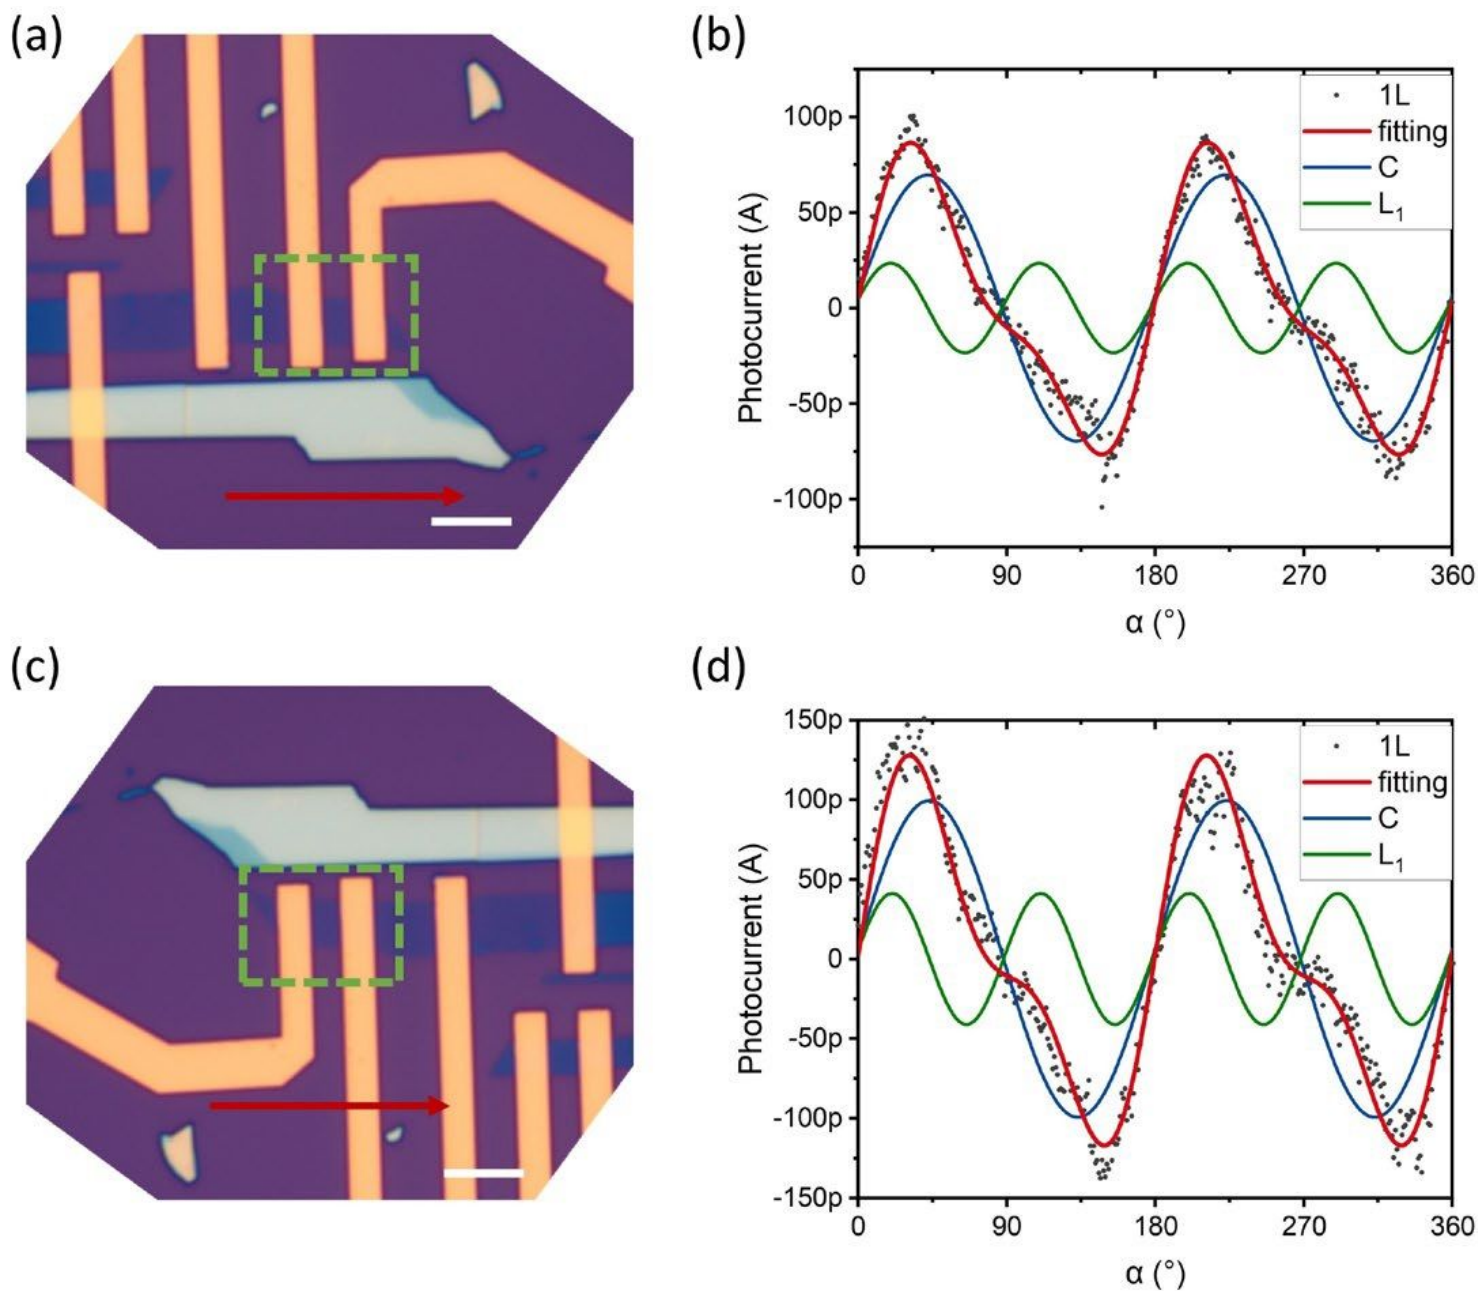 (a)
(b)
Photocurrent (A)
100p
50p
0
-50p
-100p
0
90
180
270
360
α (°)
1L
fitting
C
L₁
(c)
(d)
Photocurrent (A)
150p
100p
50p
0
-50p
-100p
-150p
0
90
180
270
360
α (°)
1L
fitting
C
L₁